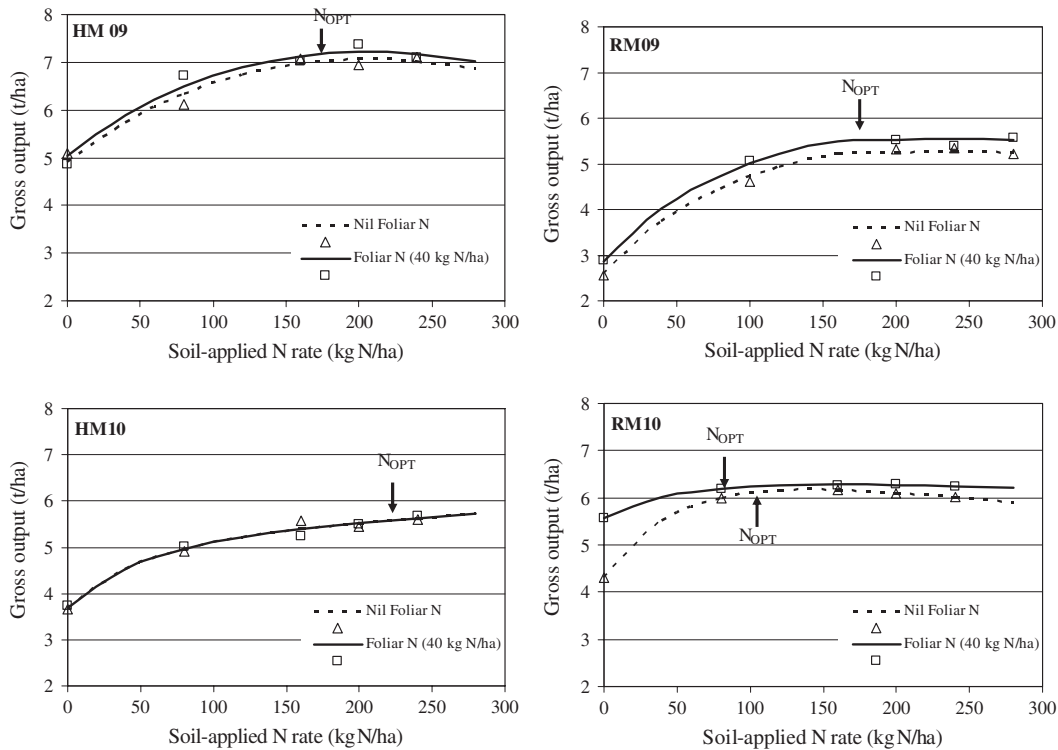 HM 09
N_OPT
Gross output (t/ha)
8
7
6
5
4
3
2
Nil Foliar N
Foliar N (40 kg N/ha)
0 50 100 150 200 250 300
Soil-applied N rate (kg N/ha)
RM09
N_OPT
Gross output (t/ha)
8
7
6
5
4
3
2
Nil Foliar N
Foliar N (40 kg N/ha)
0 50 100 150 200 250 300
Soil-applied N rate (kg N/ha)
HM10
N_OPT
Gross output (t/ha)
8
7
6
5
4
3
2
Nil Foliar N
Foliar N (40 kg N/ha)
0 50 100 150 200 250 300
Soil-applied N rate (kg N/ha)
RM10
N_OPT
N_OPT
Gross output (t/ha)
8
7
6
5
4
3
2
Nil Foliar N
Foliar N (40 kg N/ha)
0 50 100 150 200 250 300
Soil-applied N rate (kg N/ha)